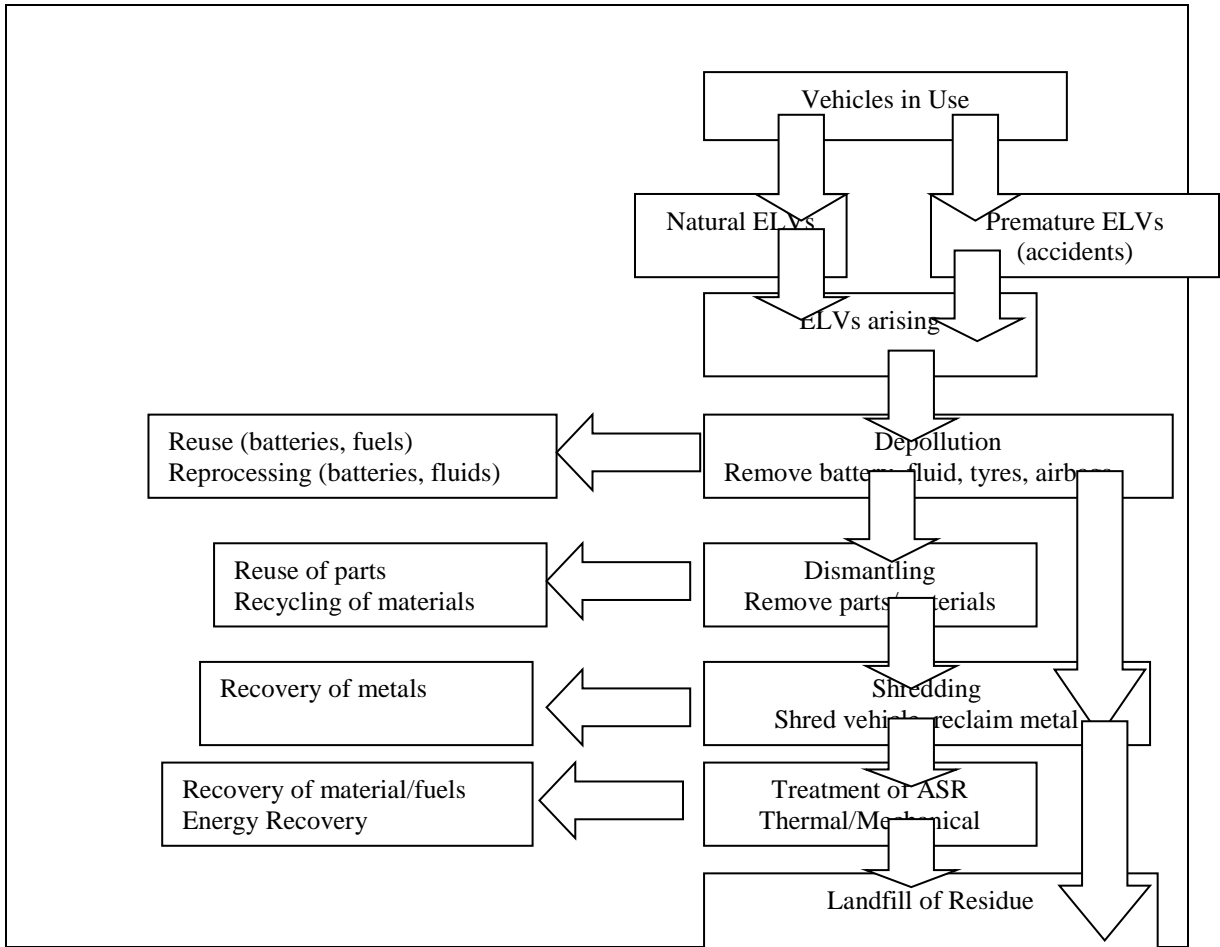 Vehicles in Use
Natural ELVs
Premature ELVs
(accidents)
ELVs arising
Reuse (batteries, fuels)
Reprocessing (batteries, fluids)
Depollution
Remove battery, fluid, tyres, airbags
Reuse of parts
Recycling of materials
Dismantling
Remove parts/materials
Recovery of metals
Shredding
Shred vehicle, reclaim metal
Recovery of material/fuels
Energy Recovery
Treatment of ASR
Thermal/Mechanical
Landfill of Residue